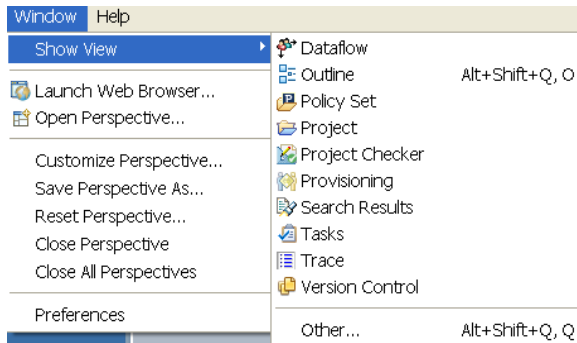 Window Help
Show View
Launch Web Browser...
Open Perspective...
Customize Perspective...
Save Perspective As...
Reset Perspective...
Close Perspective
Close All Perspectives
Preferences
Dataflow
Outline Alt+Shift+Q, O
Policy Set
Project
Project Checker
Provisioning
Search Results
Tasks
Trace
Version Control
Other... Alt+Shift+Q, Q